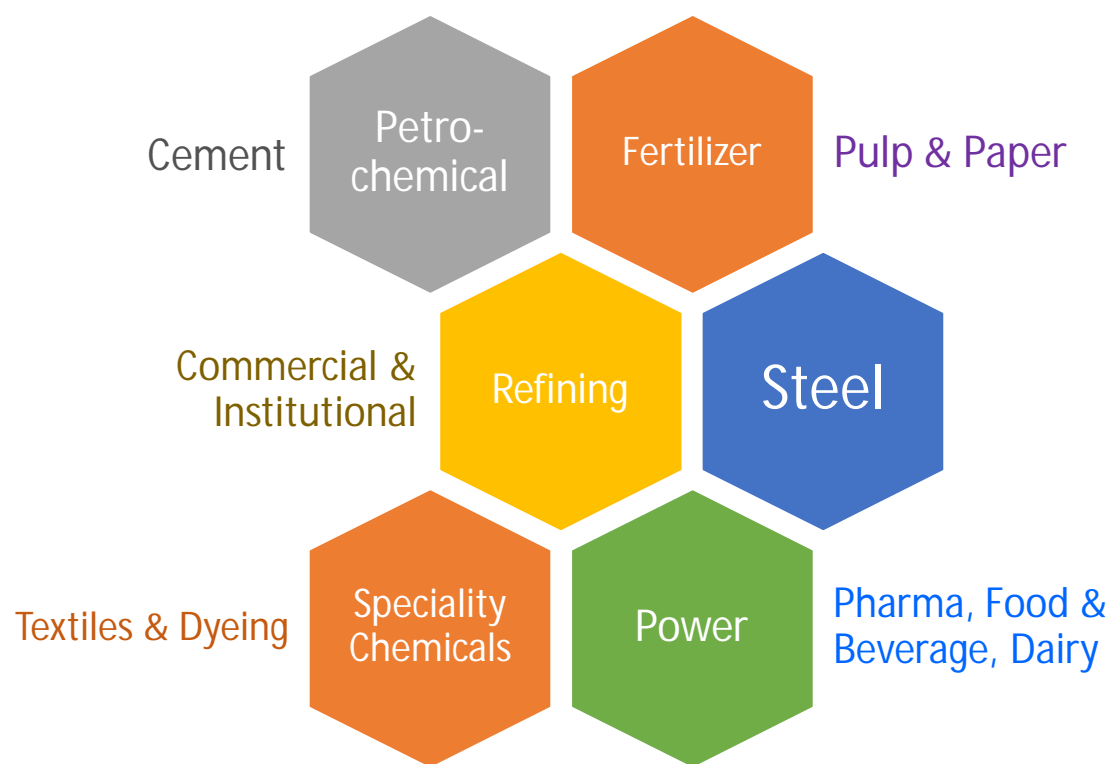 Cement
Petro-
chemical
Fertilizer
Pulp & Paper
Commercial &
Institutional
Refining
Steel
Textiles & Dyeing
Speciality
Chemicals
Power
Pharma, Food &
Beverage, Dairy